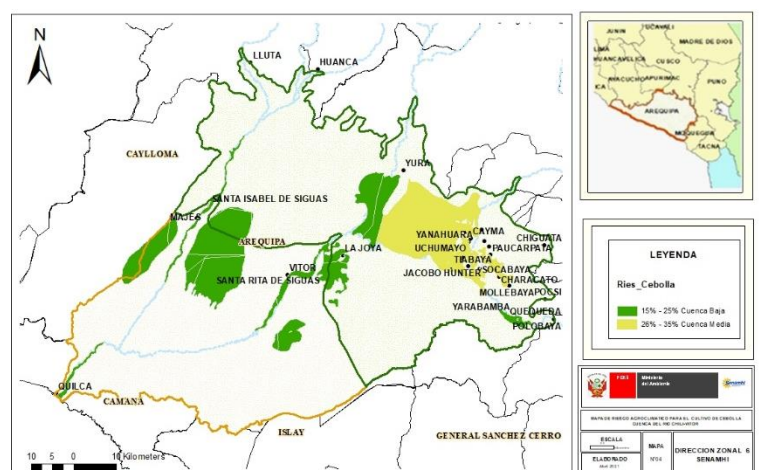 N
LLUTA
HUANCA
CAYLLOMA
YURA
SANTA ISABEL DE SIGUAS
MAJES
AREQUIPA
YANAHUARA
CAYMA
CHIGUATA
UCHUMAYO
PAUCARPATA
LA JOYA
TIABAYA
VITOR
SANTA RITA DE SIGUAS
JACOBO HUNTER
SOCABAYA
CHARACATO
MOLLEBAYA
POCSI
YARABAMBA
QUEQUEÑA
POLOBAYA
QUILCA
CAMANÁ
ISLAY
GENERAL SANCHEZ CERRO
10 5 0 10 Kilometers
JUNIN
UCAYALI
MADRE DE DIOS
LIMA
HUANCAVELICA
CUSCO
AYACUCHO
APURIMAC
PUNO
ICA
AREQUIPA
MOQUEGUA
TACNA
LEYENDA
Ries_Cebolla
15% - 25% Cuenca Baja
26% - 35% Cuenca Media
PERÚ
Ministerio
del Ambiente
Senamhi
MAPA DE RIESGO AGROCLIMATICO PARA EL CULTIVO DE CEBOLLA
CUENCA DEL RIO CHILI-VITOR
ESCALA
MAPA
DIRECCION ZONAL 6
SENAMHI
ELABORADO
Nº04
Abril 2021